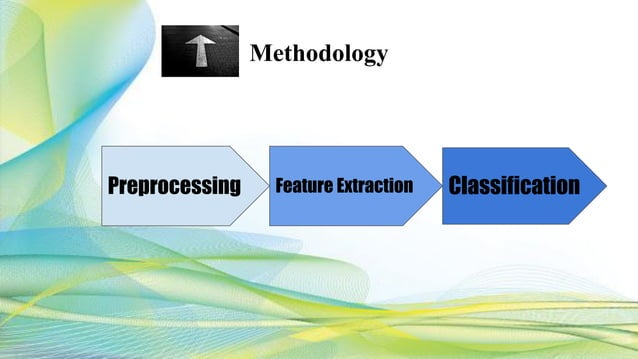 Methodology
Preprocessing
Feature Extraction
Classification